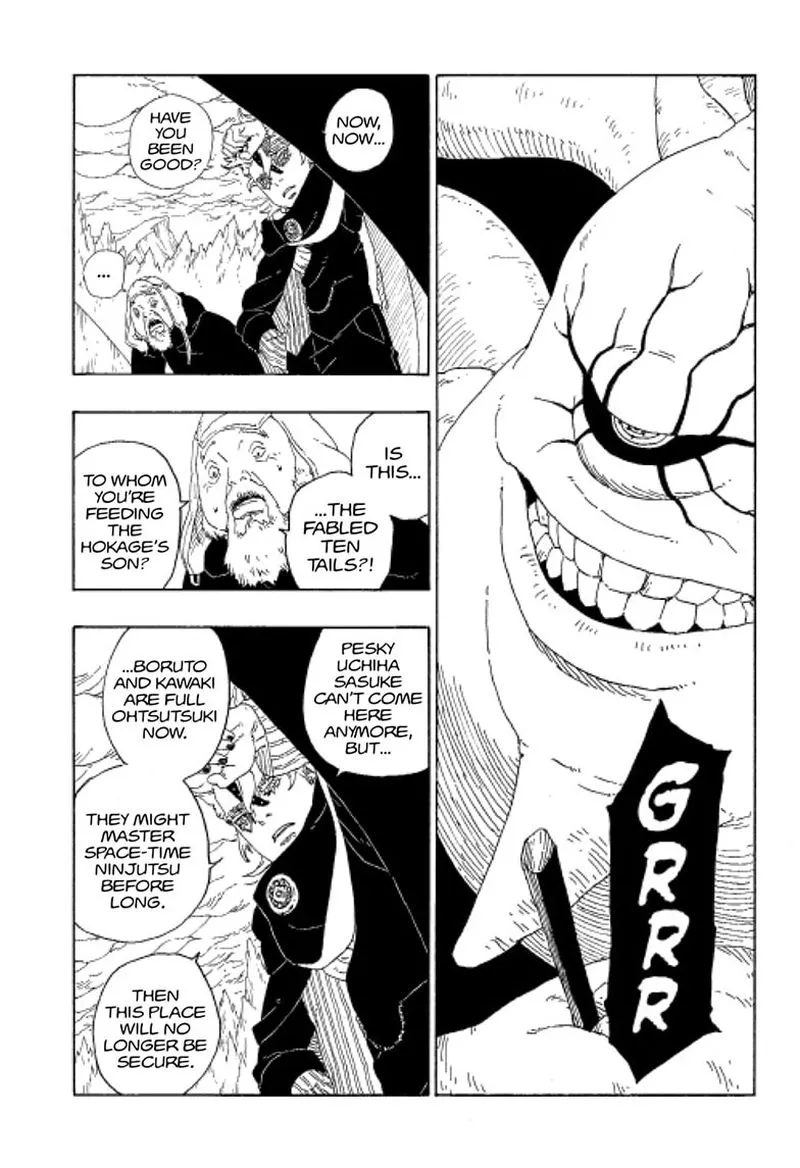 GRRR
NOW,
NOW...
HAVE
YOU
BEEN
GOOD?
...
IS
THIS...
...THE
FABLED
TEN
TAILS?!
TO WHOM
YOU'RE
FEEDING
THE
HOKAGE'S
SON?
PESKY
UCHIHA
SASUKE
CAN'T COME
HERE
ANYMORE,
BUT...
...BORUTO
AND KAWAKI
ARE FULL
OHTSUTSUKI
NOW.
THEY MIGHT
MASTER
SPACE-TIME
NINJUTSU
BEFORE
LONG.
THEN
THIS PLACE
WILL NO
LONGER BE
SECURE.